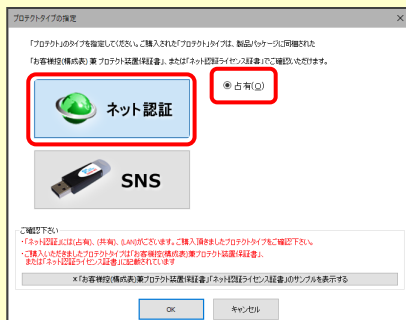 プロテクトタイプの指定
「プロテクト」のタイプを指定してください。ご購入された「プロテクト」タイプは、製品パッケージに同梱された
「お客様控(構成表) 兼 プロテクト装置保証書」、または「ネット認証ライセンス証書」でご確認いただけます。
ネット認証
占有(O)
SNS
ご確認下さい
・「ネット認証」には(占有)、(共有)、(LAN)がございます。ご購入頂きましたプロテクトタイプをご確認下さい。
・ご購入いただきましたプロテクトタイプは「お客様控(構成表)兼プロテクト装置保証書」、
または「ネット認証ライセンス証書」に記載されています
※「お客様控(構成表)兼プロテクト装置保証書」「ネット認証ライセンス証書」のサンプルを表示する
OK
キャンセル